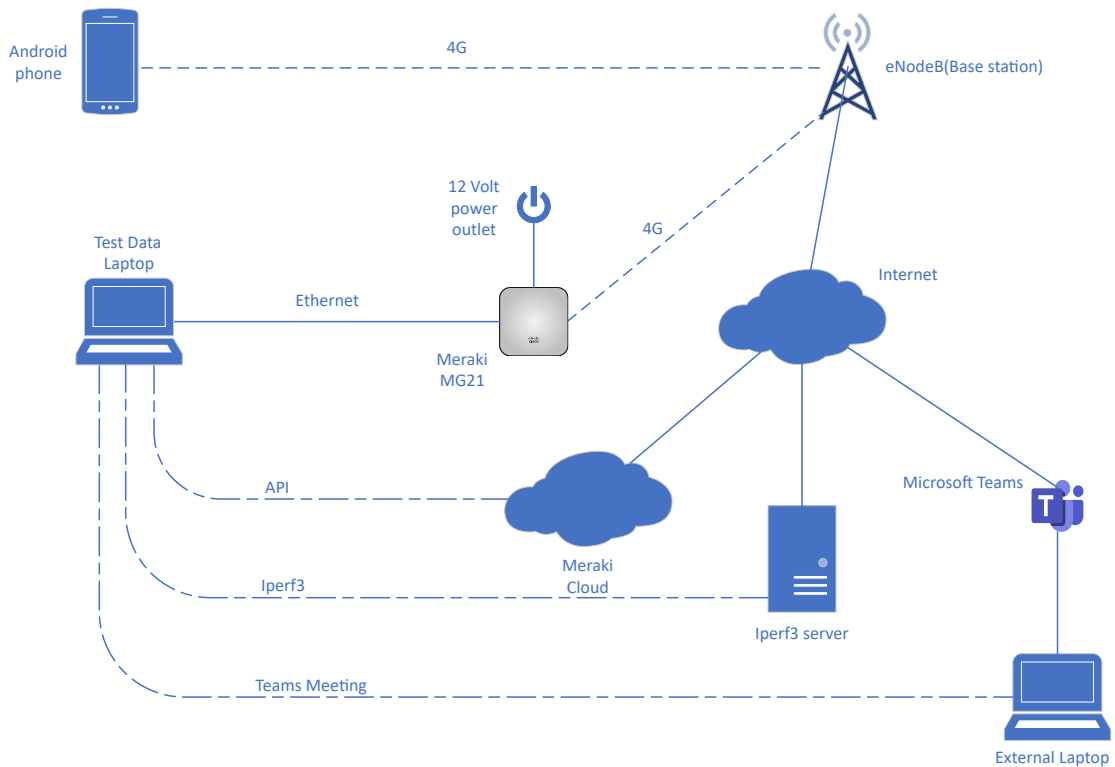 Android
phone
4G
eNodeB(Base station)
12 Volt
power
outlet
4G
Test Data
Laptop
Internet
Ethernet
Meraki
MG21
Microsoft Teams
T
API
Meraki
Cloud
Iperf3
Iperf3 server
Teams Meeting
External Laptop